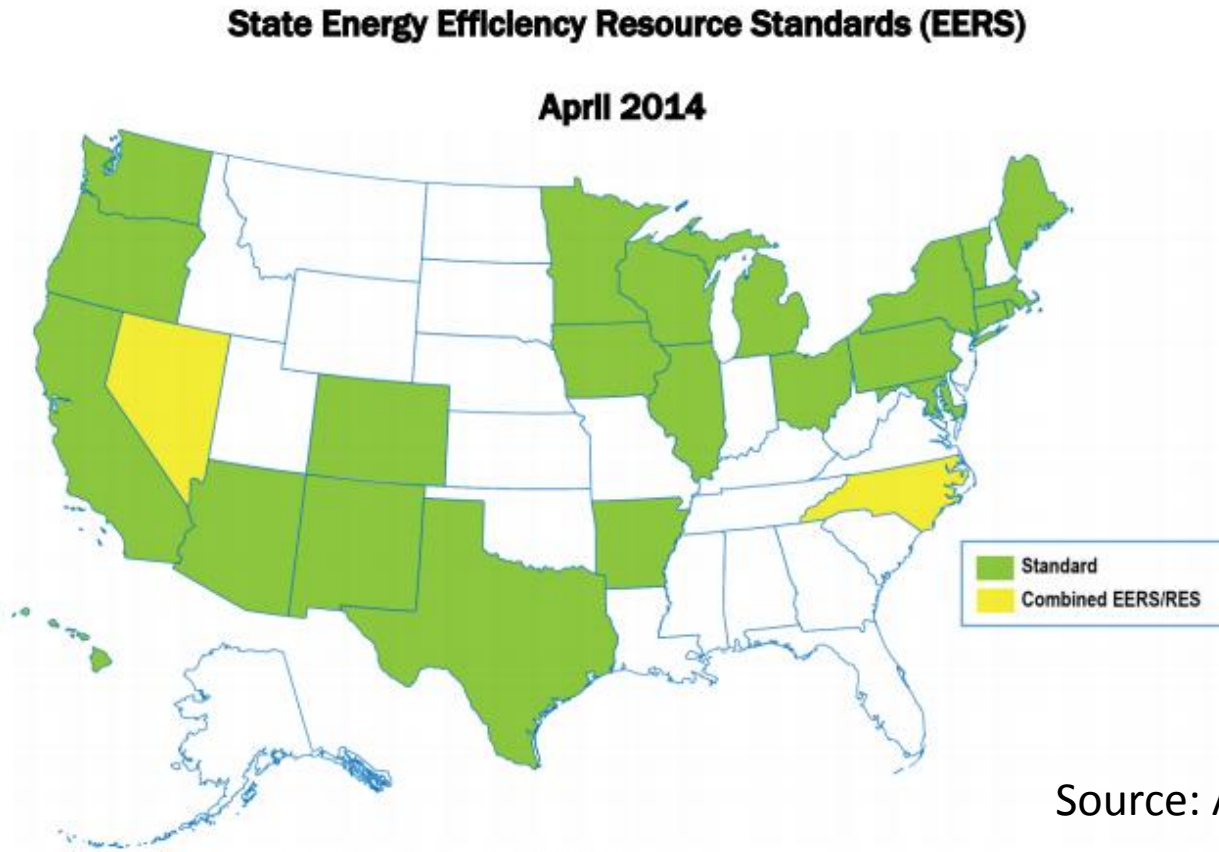 State Energy Efficiency Resource Standards (EERS)
April 2014
Standard
Combined EERS/RES
Source: A